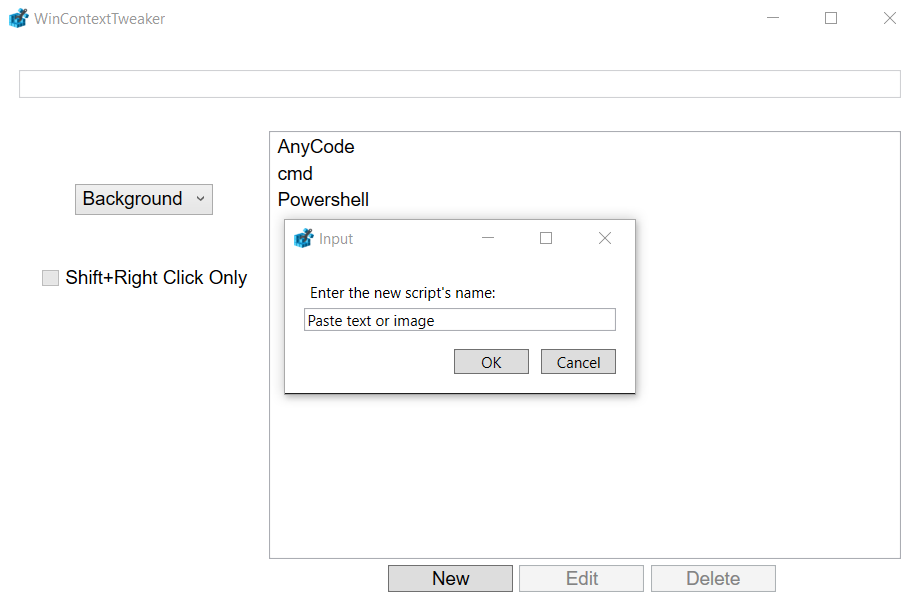 WinContextTweaker
AnyCode
cmd
Background
Powershell
Input
Shift+Right Click Only
Enter the new script's name:
Paste text or image
OK Cancel
New Edit Delete